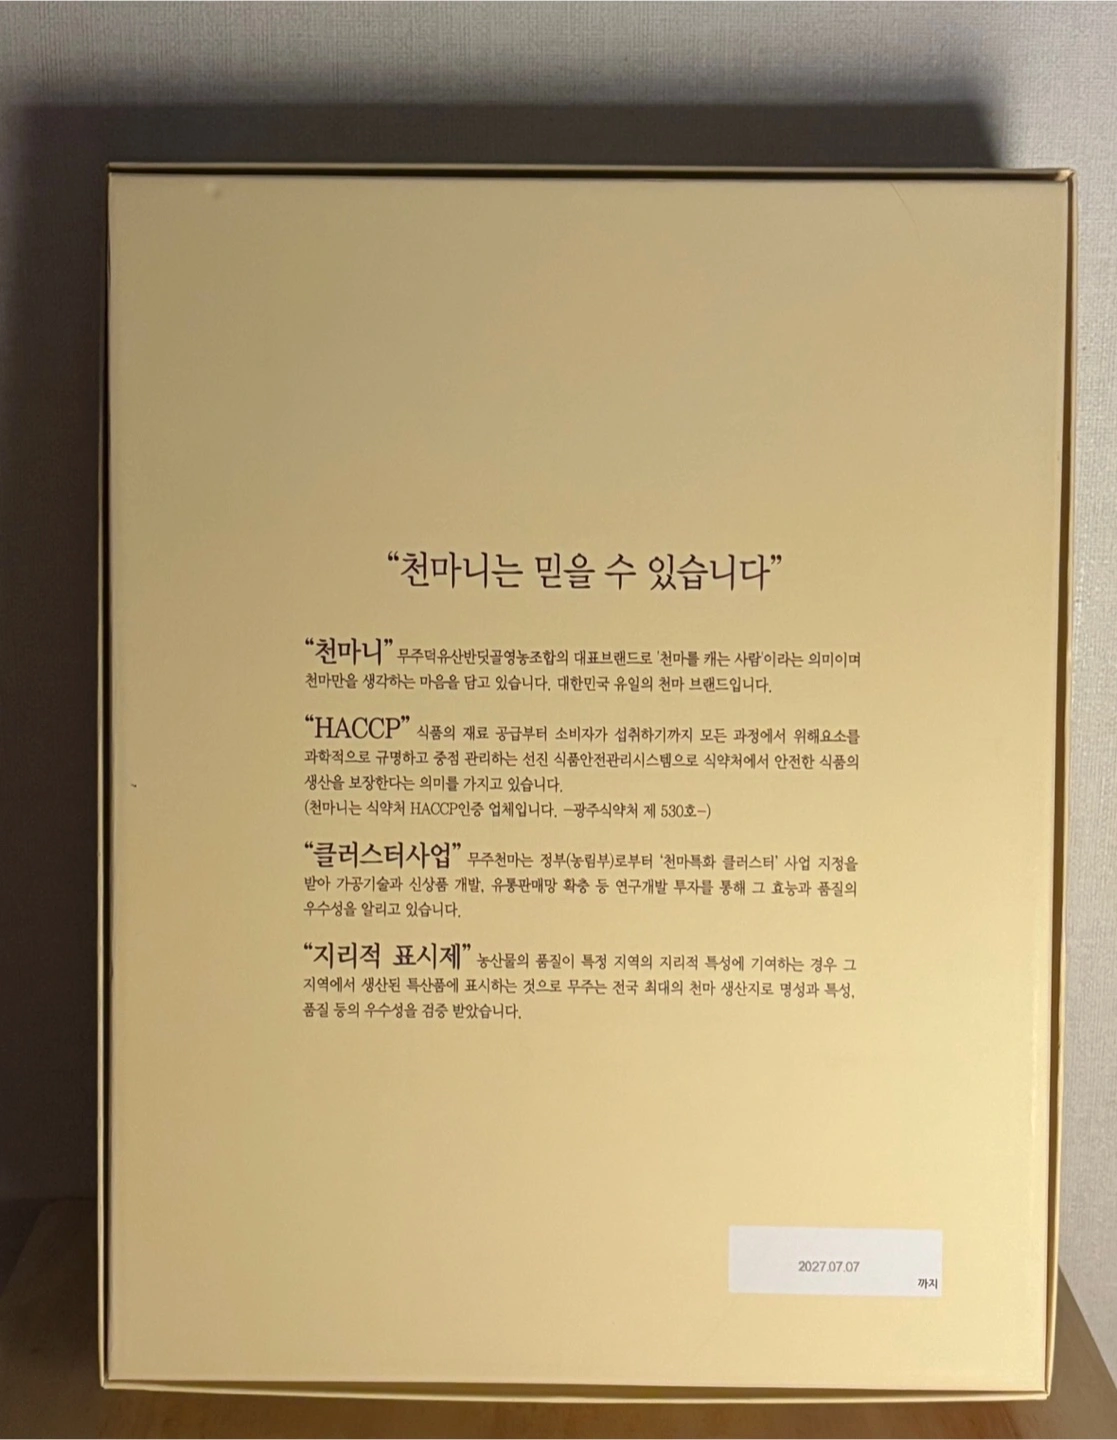 “천마니는 믿을 수 있습니다”
“천마니” 무주덕유산반딧골영농조합의 대표브랜드로 '천마를 캐는 사람'이라는 의미이며
천마만을 생각하는 마음을 담고 있습니다. 대한민국 유일의 천마 브랜드입니다.
“HACCP” 식품의 재료 공급부터 소비자가 섭취하기까지 모든 과정에서 위해요소를
과학적으로 규명하고 중점 관리하는 선진 식품안전관리시스템으로 식약처에서 안전한 식품의
생산을 보장한다는 의미를 가지고 있습니다.
(천마니는 식약처 HACCP인증 업체입니다. -광주식약처 제 530호-)
“클러스터사업” 무주천마는 정부(농림부)로부터 '천마특화 클러스터' 사업 지정을
받아 가공기술과 신상품 개발, 유통판매망 확충 등 연구개발 투자를 통해 그 효능과 품질의
우수성을 알리고 있습니다.
“지리적 표시제” 농산물의 품질이 특정 지역의 지리적 특성에 기여하는 경우 그
지역에서 생산된 특산품에 표시하는 것으로 무주는 전국 최대의 천마 생산지로 명성과 특성,
품질 등의 우수성을 검증 받았습니다.
2027.07.07
까지